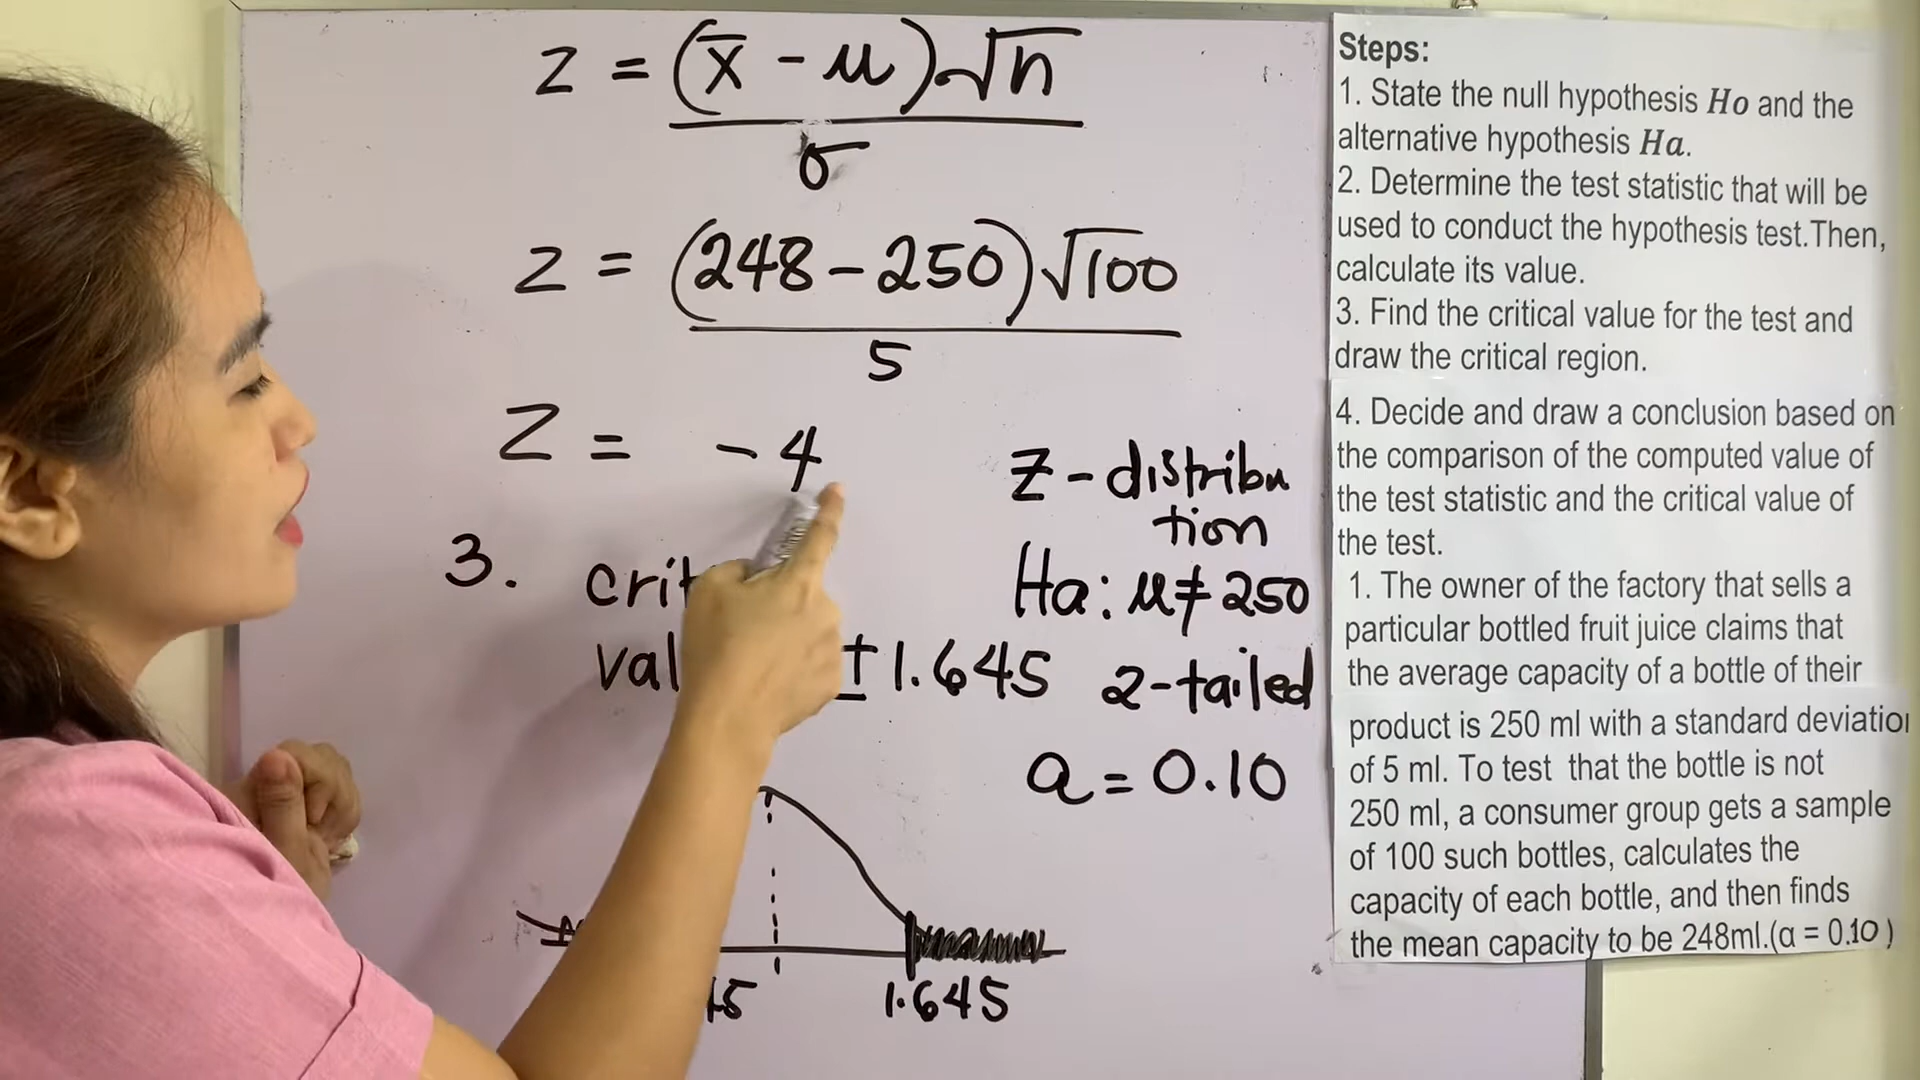 z = (x̄ - μ)√n
σ
z = (248 - 250)√100
5
Z = - 4
3.
± 1.645
Z - distribu
tion
Ha: μ ≠ 250
2-tailed
a = 0.10
1.645
Steps:
1. State the null hypothesis Ho and the
alternative hypothesis Ha.
2. Determine the test statistic that will be
used to conduct the hypothesis test.Then,
calculate its value.
3. Find the critical value for the test and
draw the critical region.
4. Decide and draw a conclusion based on
the comparison of the computed value of
the test statistic and the critical value of
the test.
1. The owner of the factory that sells a
particular bottled fruit juice claims that
the average capacity of a bottle of their
product is 250 ml with a standard deviation
of 5 ml. To test that the bottle is not
250 ml, a consumer group gets a sample
of 100 such bottles, calculates the
capacity of each bottle, and then finds
the mean capacity to be 248ml.(α = 0.10 )